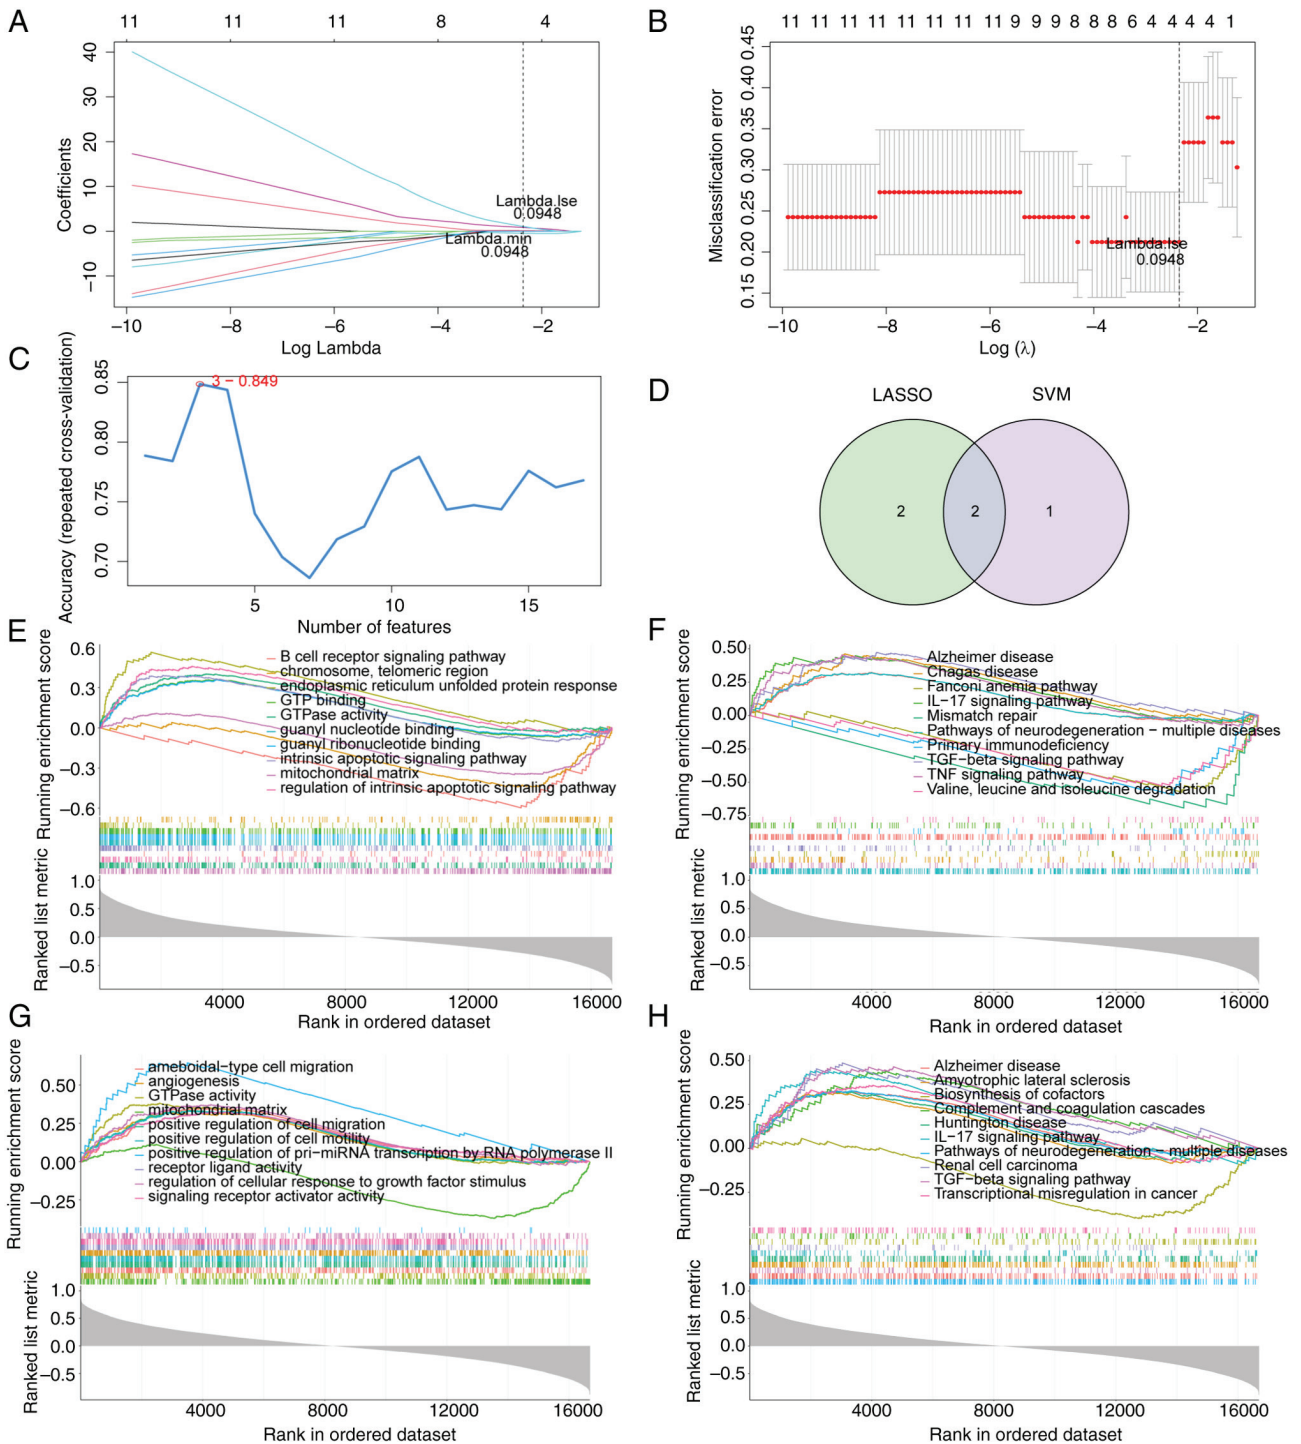 A
11 11 11 8 4
40
30
20
10
0
−10
Coefficients
Lambda.lse
0.0948
Lambda.min
0.0948
−10 −8 −6 −4 −2
Log Lambda
B
11 11 11 11 11 11 11 11 9 9 9 8 8 8 6 4 4 4 4 1
0.45
0.40
0.35
0.30
0.25
0.20
0.15
Misclassification error
Lambda.lse
0.0948
−10 −8 −6 −4 −2
Log (λ)
C
0.85
0.80
0.75
0.70
Accuracy (repeated cross-validation)
3 − 0.849
5 10 15
Number of features
D
LASSO SVM
2 2 1
E
Running enrichment score
0.6
0.3
0.0
−0.3
−0.6
B cell receptor signaling pathway
chromosome, telomeric region
endoplasmic reticulum unfolded protein response
GTP binding
GTPase activity
guanyl nucleotide binding
guanyl ribonucleotide binding
intrinsic apoptotic signaling pathway
mitochondrial matrix
regulation of intrinsic apoptotic signaling pathway
Ranked list metric
1.0
0.5
0.0
−0.5
4000 8000 12000 16000
Rank in ordered dataset
F
Running enrichment score
0.50
0.25
0.00
−0.25
−0.50
−0.75
Alzheimer disease
Chagas disease
Fanconi anemia pathway
IL−17 signaling pathway
Mismatch repair
Pathways of neurodegeneration − multiple diseases
Primary immunodeficiency
TGF−beta signaling pathway
TNF signaling pathway
Valine, leucine and isoleucine degradation
Ranked list metric
1.0
0.5
0.0
−0.5
4000 8000 12000 16000
Rank in ordered dataset
G
Running enrichment score
0.50
0.25
0.00
−0.25
ameboidal−type cell migration
angiogenesis
GTPase activity
mitochondrial matrix
positive regulation of cell migration
positive regulation of cell motility
positive regulation of pri−miRNA transcription by RNA polymerase II
receptor ligand activity
regulation of cellular response to growth factor stimulus
signaling receptor activator activity
Ranked list metric
1.0
0.5
0.0
−0.5
4000 8000 12000 16000
Rank in ordered dataset
H
Running enrichment score
0.50
0.25
0.00
−0.25
Alzheimer disease
Amyotrophic lateral sclerosis
Biosynthesis of cofactors
Complement and coagulation cascades
Huntington disease
IL−17 signaling pathway
Pathways of neurodegeneration − multiple diseases
Renal cell carcinoma
TGF−beta signaling pathway
Transcriptional misregulation in cancer
Ranked list metric
1.0
0.5
0.0
−0.5
4000 8000 12000 16000
Rank in ordered dataset